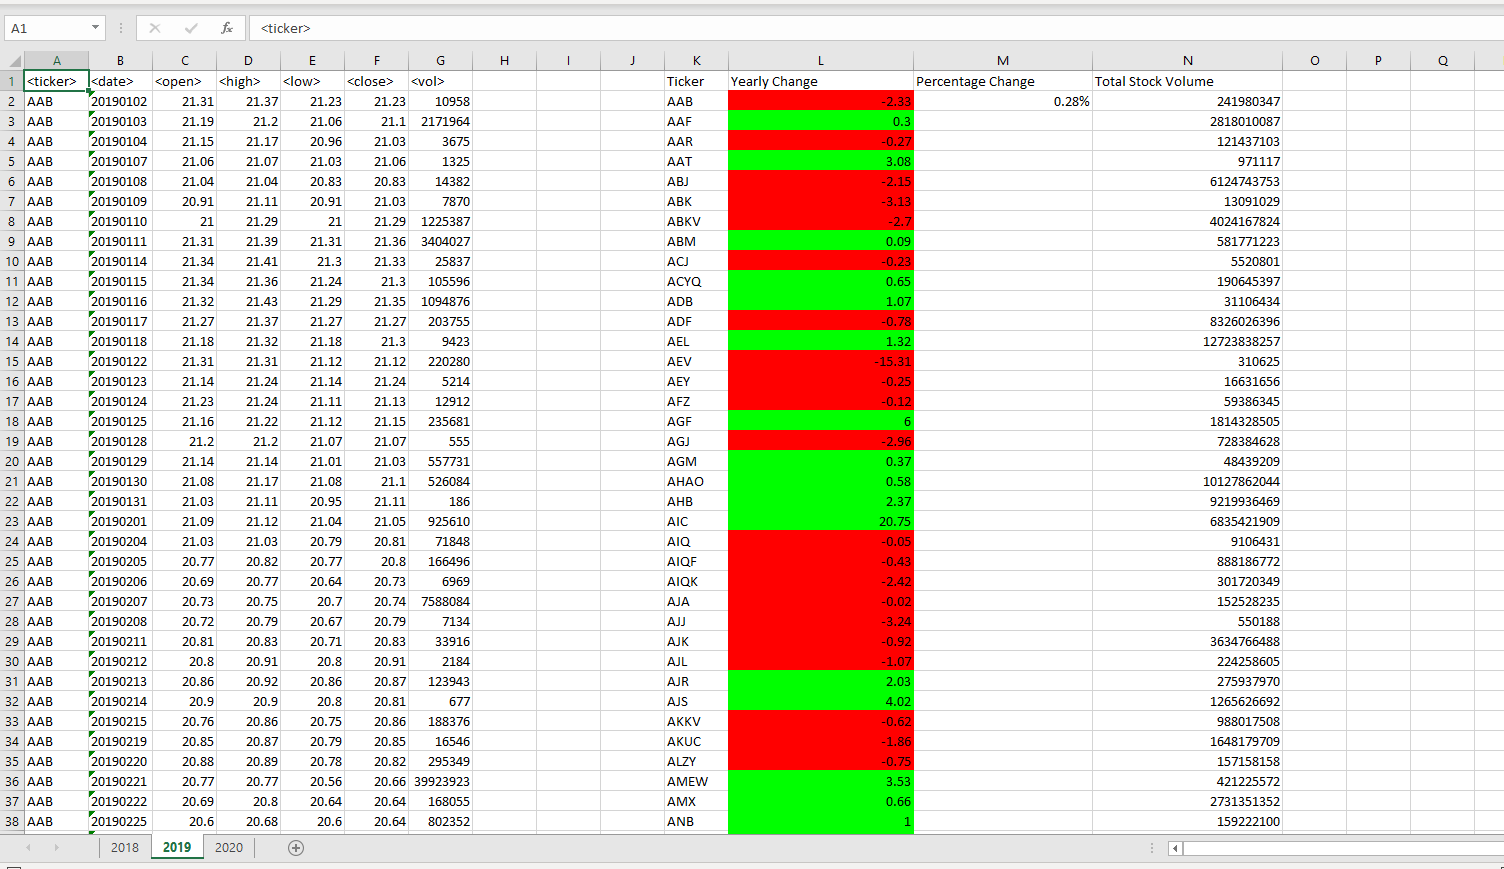 A1 fx <ticker>
A B C D E F G H I J K L M N O P Q
1 <ticker> <date> <open> <high> <low> <close> <vol> Ticker Yearly Change Percentage Change Total Stock Volume
2 AAB 20190102 21.31 21.37 21.23 21.23 10958 AAB -2.33 0.28% 241980347
3 AAB 20190103 21.19 21.2 21.06 21.1 2171964 AAF 0.3 2818010087
4 AAB 20190104 21.15 21.17 20.96 21.03 3675 AAR -0.27 121437103
5 AAB 20190107 21.06 21.07 21.03 21.06 1325 AAT 3.08 971117
6 AAB 20190108 21.04 21.04 20.83 20.83 14382 ABJ -2.15 6124743753
7 AAB 20190109 20.91 21.11 20.91 21.03 7870 ABK -3.13 13091029
8 AAB 20190110 21 21.29 21 21.29 1225387 ABKV -2.7 4024167824
9 AAB 20190111 21.31 21.39 21.31 21.36 3404027 ABM 0.09 581771223
10 AAB 20190114 21.34 21.41 21.3 21.33 25837 ACJ -0.23 5520801
11 AAB 20190115 21.34 21.36 21.24 21.3 105596 ACYQ 0.65 190645397
12 AAB 20190116 21.32 21.43 21.29 21.35 1094876 ADB 1.07 31106434
13 AAB 20190117 21.27 21.37 21.27 21.27 203755 ADF -0.78 8326026396
14 AAB 20190118 21.18 21.32 21.18 21.3 9423 AEL 1.32 12723838257
15 AAB 20190122 21.31 21.31 21.12 21.12 220280 AEV -15.31 310625
16 AAB 20190123 21.14 21.24 21.14 21.24 5214 AEY -0.25 16631656
17 AAB 20190124 21.23 21.24 21.11 21.13 12912 AFZ -0.12 59386345
18 AAB 20190125 21.16 21.22 21.12 21.15 235681 AGF 6 1814328505
19 AAB 20190128 21.2 21.2 21.07 21.07 555 AGJ -2.96 728384628
20 AAB 20190129 21.14 21.14 21.01 21.03 557731 AGM 0.37 48439209
21 AAB 20190130 21.08 21.17 21.08 21.1 526084 AHAO 0.58 10127862044
22 AAB 20190131 21.03 21.11 20.95 21.11 186 AHB 2.37 9219936469
23 AAB 20190201 21.09 21.12 21.04 21.05 925610 AIC 20.75 6835421909
24 AAB 20190204 21.03 21.03 20.79 20.81 71848 AIQ -0.05 9106431
25 AAB 20190205 20.77 20.82 20.77 20.8 166496 AIQF -0.43 888186772
26 AAB 20190206 20.69 20.77 20.64 20.73 6969 AIQK -2.42 301720349
27 AAB 20190207 20.73 20.75 20.7 20.74 7588084 AJA -0.02 152528235
28 AAB 20190208 20.72 20.79 20.67 20.79 7134 AJJ -3.24 550188
29 AAB 20190211 20.81 20.83 20.71 20.83 33916 AJK -0.92 3634766488
30 AAB 20190212 20.8 20.91 20.8 20.91 2184 AJL -1.07 224258605
31 AAB 20190213 20.86 20.92 20.86 20.87 123943 AJR 2.03 275937970
32 AAB 20190214 20.9 20.9 20.8 20.81 677 AJS 4.02 1265626692
33 AAB 20190215 20.76 20.86 20.75 20.86 188376 AKKV -0.62 988017508
34 AAB 20190219 20.85 20.87 20.79 20.85 16546 AKUC -1.86 1648179709
35 AAB 20190220 20.88 20.89 20.78 20.82 295349 ALZY -0.75 157158158
36 AAB 20190221 20.77 20.77 20.56 20.66 39923923 AMEW 3.53 421225572
37 AAB 20190222 20.69 20.8 20.64 20.64 168055 AMX 0.66 2731351352
38 AAB 20190225 20.6 20.68 20.6 20.64 802352 ANB 1 159222100
2018 2019 2020